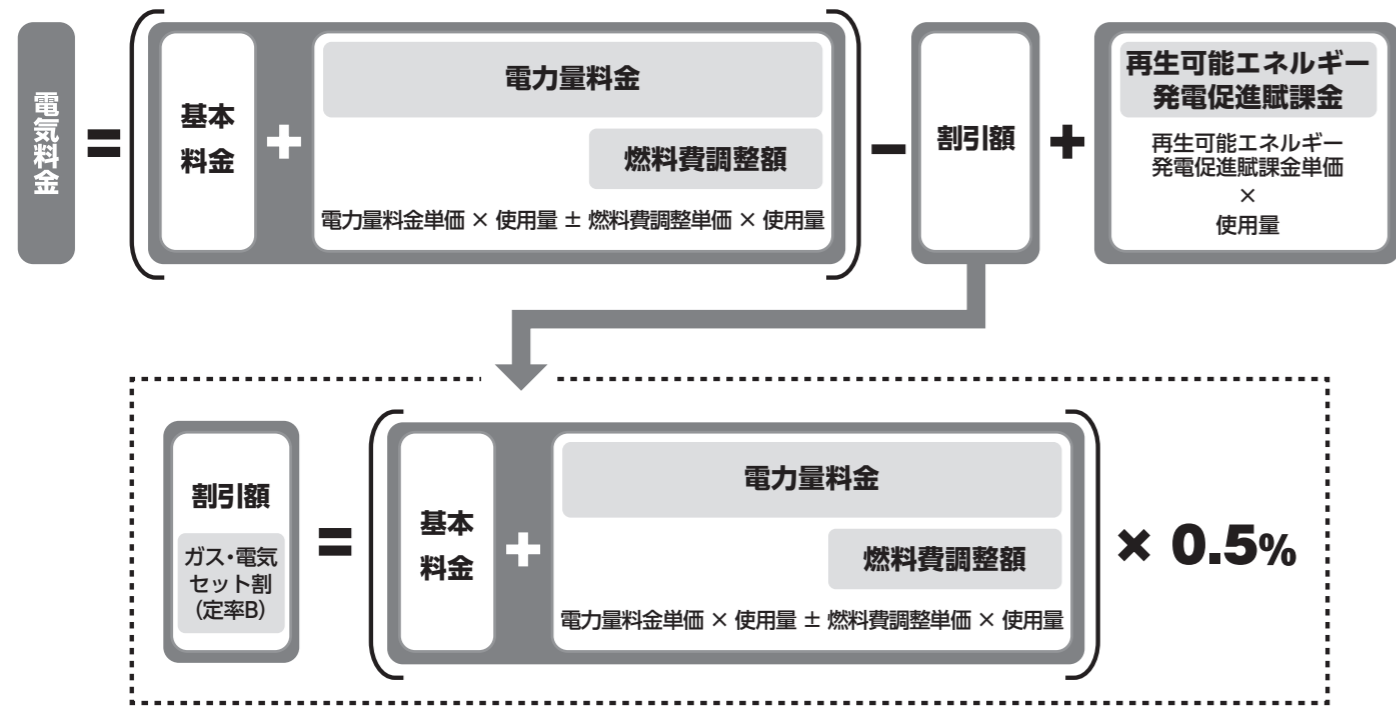 電気料金
=
基本
料金
+
電力量料金
燃料費調整額
電力量料金単価 × 使用量 ± 燃料費調整単価 × 使用量
−
割引額
+
再生可能エネルギー
発電促進賦課金
再生可能エネルギー
発電促進賦課金単価
×
使用量
割引額
ガス・電気
セット割
(定率B)
=
基本
料金
+
電力量料金
燃料費調整額
電力量料金単価 × 使用量 ± 燃料費調整単価 × 使用量
× 0.5%